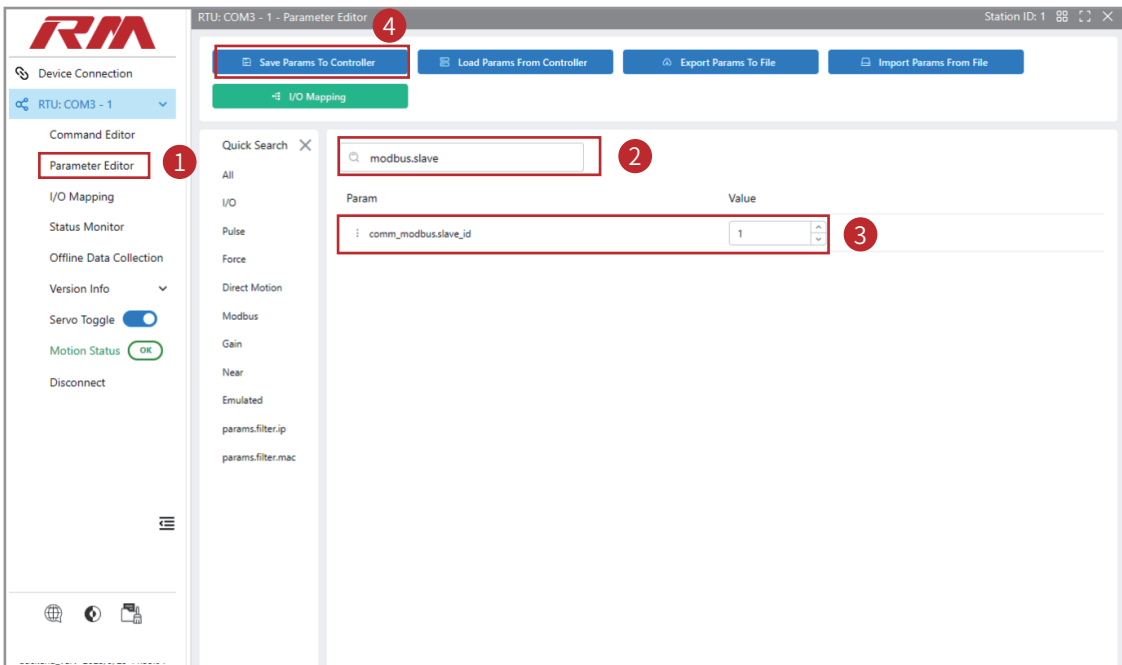 RM
Device Connection
RTU: COM3 - 1
Command Editor
Parameter Editor
1
I/O Mapping
Status Monitor
Offline Data Collection
Version Info
Servo Toggle
Motion Status OK
Disconnect
RTU: COM3 - 1 - Parameter Editor
4
Station ID: 1
Save Params To Controller
Load Params From Controller
Export Params To File
Import Params From File
I/O Mapping
Quick Search
All
I/O
Pulse
Force
Direct Motion
Modbus
Gain
Near
Emulated
params.filter.ip
params.filter.mac
modbus.slave
2
Param Value
comm_modbus.slave_id 1
3